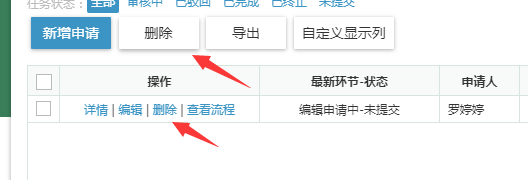 任务状态： 全部 审核中 已驳回 已完成 已终止 未提交
新增申请 删除 导出 自定义显示列
操作 最新环节-状态 申请人
详情 | 编辑 | 删除 | 查看流程 编辑申请中-未提交 罗婷婷